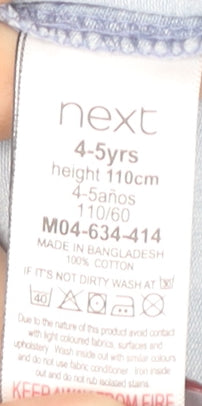 next
4-5yrs
height 110cm
4-5años
110/60
M04-634-414
MADE IN BANGLADESH
100% COTTON
IF IT'S NOT DIRTY WASH AT 30
40
Due to the nature of this product avoid contact
with light coloured fabrics, surfaces and
upholstery. Wash inside out with similar colours
and do not use fabric conditioner. Iron inside
out and do not rub isolated stains.
KEEP AWAY FROM FIRE